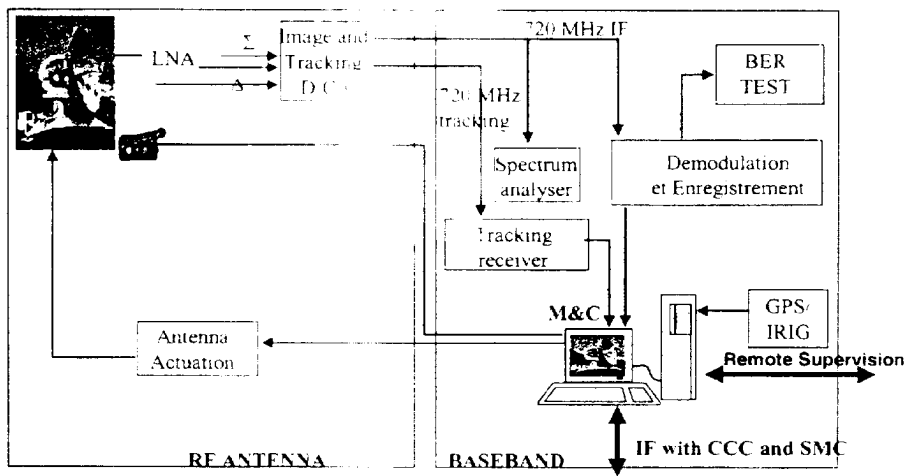 Σ
LNA
Δ
Image and
Tracking
D/C
720 MHz IF
720 MHz
tracking
BER
TEST
Spectrum
analyser
Demodulation
et Enregistrement
Tracking
receiver
M&C
GPS/
IRIG
Antenna
Actuation
Remote Supervision
RF ANTENNA
BASEBAND
IF with CCC and SMC